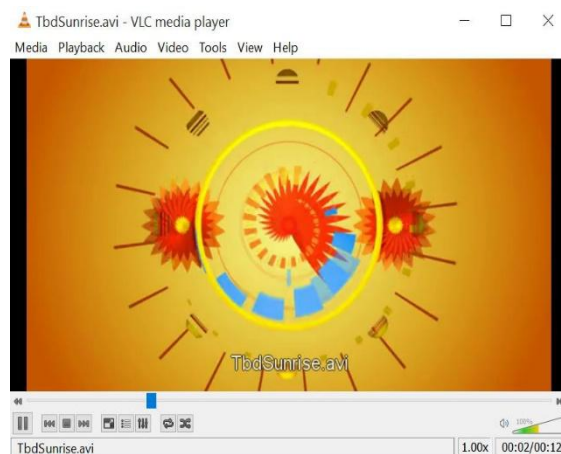 TbdSunrise.avi - VLC media player
Media Playback Audio Video Tools View Help
TbdSunrise.avi
100%
TbdSunrise.avi 1.00x 00:02/00:12